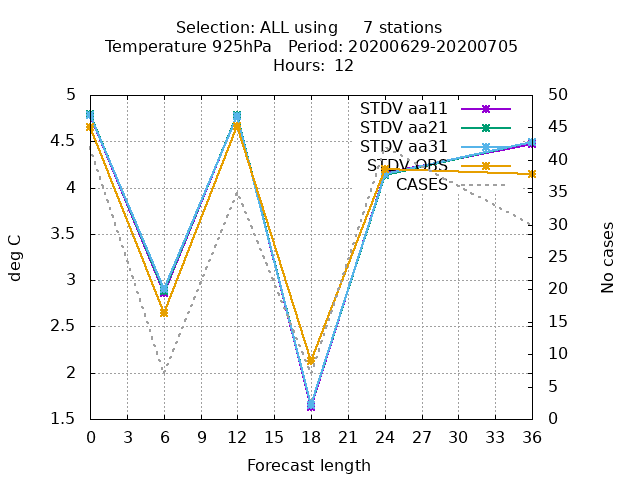 Selection: ALL using     7 stations
Temperature 925hPa   Period: 20200629-20200705
Hours: 12
5
4.5
4
3.5
3
2.5
2
1.5
deg C
STDV aa11
STDV aa21
STDV aa31
STDV OBS
CASES
50
45
40
35
30
25
20
15
10
5
0
No cases
0 3 6 9 12 15 18 21 24 27 30 33 36
Forecast length